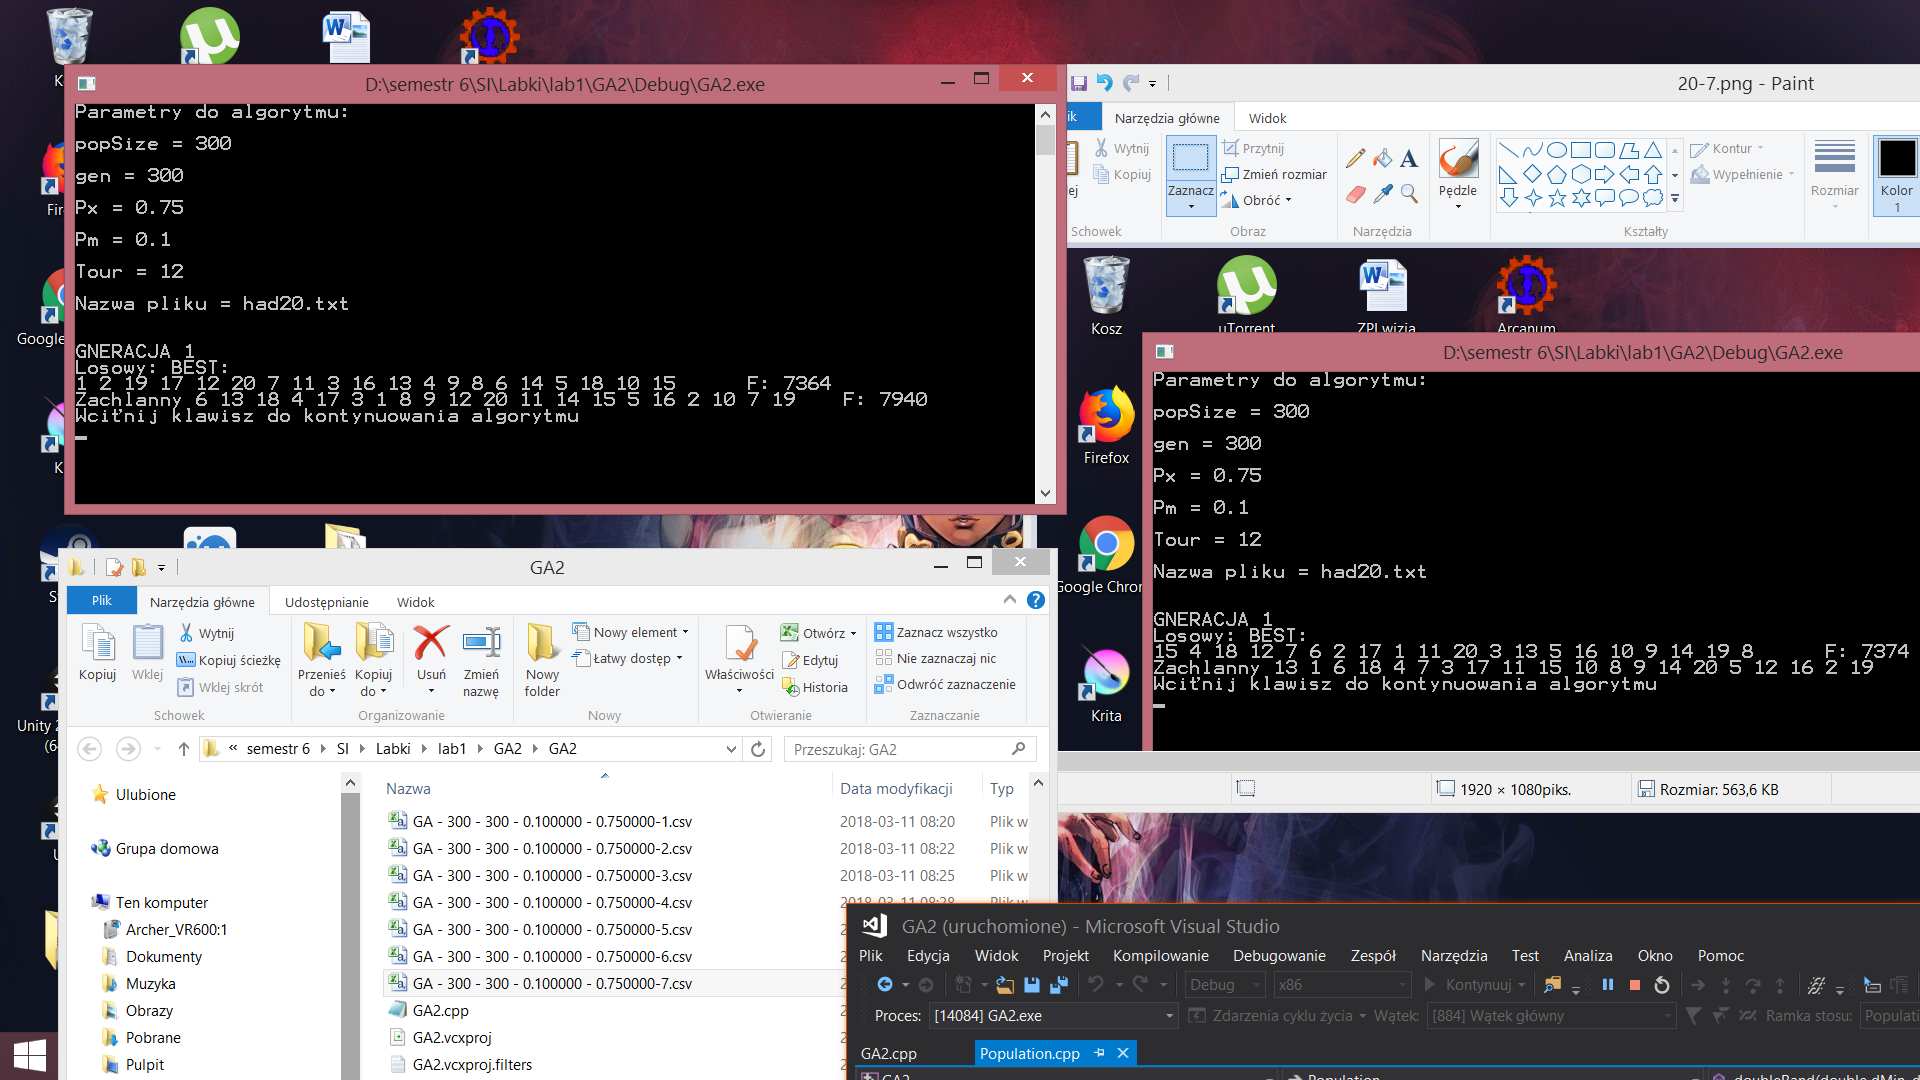 D:\semestr 6\SI\Labki\lab1\GA2\Debug\GA2.exe
Parametry do algorytmu:
popSize = 300
gen = 300
Px = 0.75
Pm = 0.1
Tour = 12
Nazwa pliku = had20.txt
GNERACJA 1
Losowy: BEST:
1 2 19 17 12 20 7 11 3 16 13 4 9 8 6 14 5 18 10 15 F: 7364
Zachlanny 6 13 18 4 17 3 1 8 9 12 20 11 14 15 5 16 2 10 7 19 F: 7940
Wciťnij klawisz do kontynuowania algorytmu
20-7.png - Paint
Narzędzia główne Widok
Wytnij
Kopiuj
Schowek
Zaznacz
Przytnij
Zmień rozmiar
Obróć
Obraz
Narzędzia
Pędzle
Kształty
Kontur
Wypełnienie
Rozmiar
Kolor
1
Kosz
uTorrent
ZPI wizja
Arcanum
Firefox
Google Chron
Krita
D:\semestr 6\SI\Labki\lab1\GA2\Debug\GA2.exe
Parametry do algorytmu:
popSize = 300
gen = 300
Px = 0.75
Pm = 0.1
Tour = 12
Nazwa pliku = had20.txt
GNERACJA 1
Losowy: BEST:
15 4 18 12 7 6 2 17 1 11 20 3 13 5 16 10 9 14 19 8 F: 7374
Zachlanny 13 1 6 18 4 7 3 17 11 15 10 8 9 14 20 5 12 16 2 19
Wciťnij klawisz do kontynuowania algorytmu
1920 × 1080piks.
Rozmiar: 563,6 KB
Google
Unity 2
GA2
Plik Narzędzia główne Udostępnianie Widok
Kopiuj
Wklej
Wytnij
Kopiuj ścieżkę
Wklej skrót
Schowek
Przenieś do
Kopiuj do
Usuń
Zmień nazwę
Organizowanie
Nowy folder
Nowy element
Łatwy dostęp
Nowy
Właściwości
Otwórz
Edytuj
Historia
Otwieranie
Zaznacz wszystko
Nie zaznaczaj nic
Odwróć zaznaczenie
Zaznaczanie
« semestr 6 SI Labki lab1 GA2 GA2
Przeszukaj: GA2
Ulubione
Grupa domowa
Ten komputer
Archer_VR600:1
Dokumenty
Muzyka
Obrazy
Pobrane
Pulpit
Nazwa Data modyfikacji Typ
GA - 300 - 300 - 0.100000 - 0.750000-1.csv 2018-03-11 08:20 Plik w
GA - 300 - 300 - 0.100000 - 0.750000-2.csv 2018-03-11 08:22 Plik w
GA - 300 - 300 - 0.100000 - 0.750000-3.csv 2018-03-11 08:25 Plik w
GA - 300 - 300 - 0.100000 - 0.750000-4.csv 2018-03-11 08:28 Plik w
GA - 300 - 300 - 0.100000 - 0.750000-5.csv
GA - 300 - 300 - 0.100000 - 0.750000-6.csv
GA - 300 - 300 - 0.100000 - 0.750000-7.csv
GA2.cpp
GA2.vcxproj
GA2.vcxproj.filters
GA2 (uruchomione) - Microsoft Visual Studio
Plik Edycja Widok Projekt Kompilowanie Debugowanie Zespół Narzędzia Test Analiza Okno Pomoc
Debug x86 Kontynuuj
Proces: [14084] GA2.exe Zdarzenia cyklu życia Wątek: [884] Wątek główny Ramka stosu: Populati
GA2.cpp Population.cpp
GA2 Population